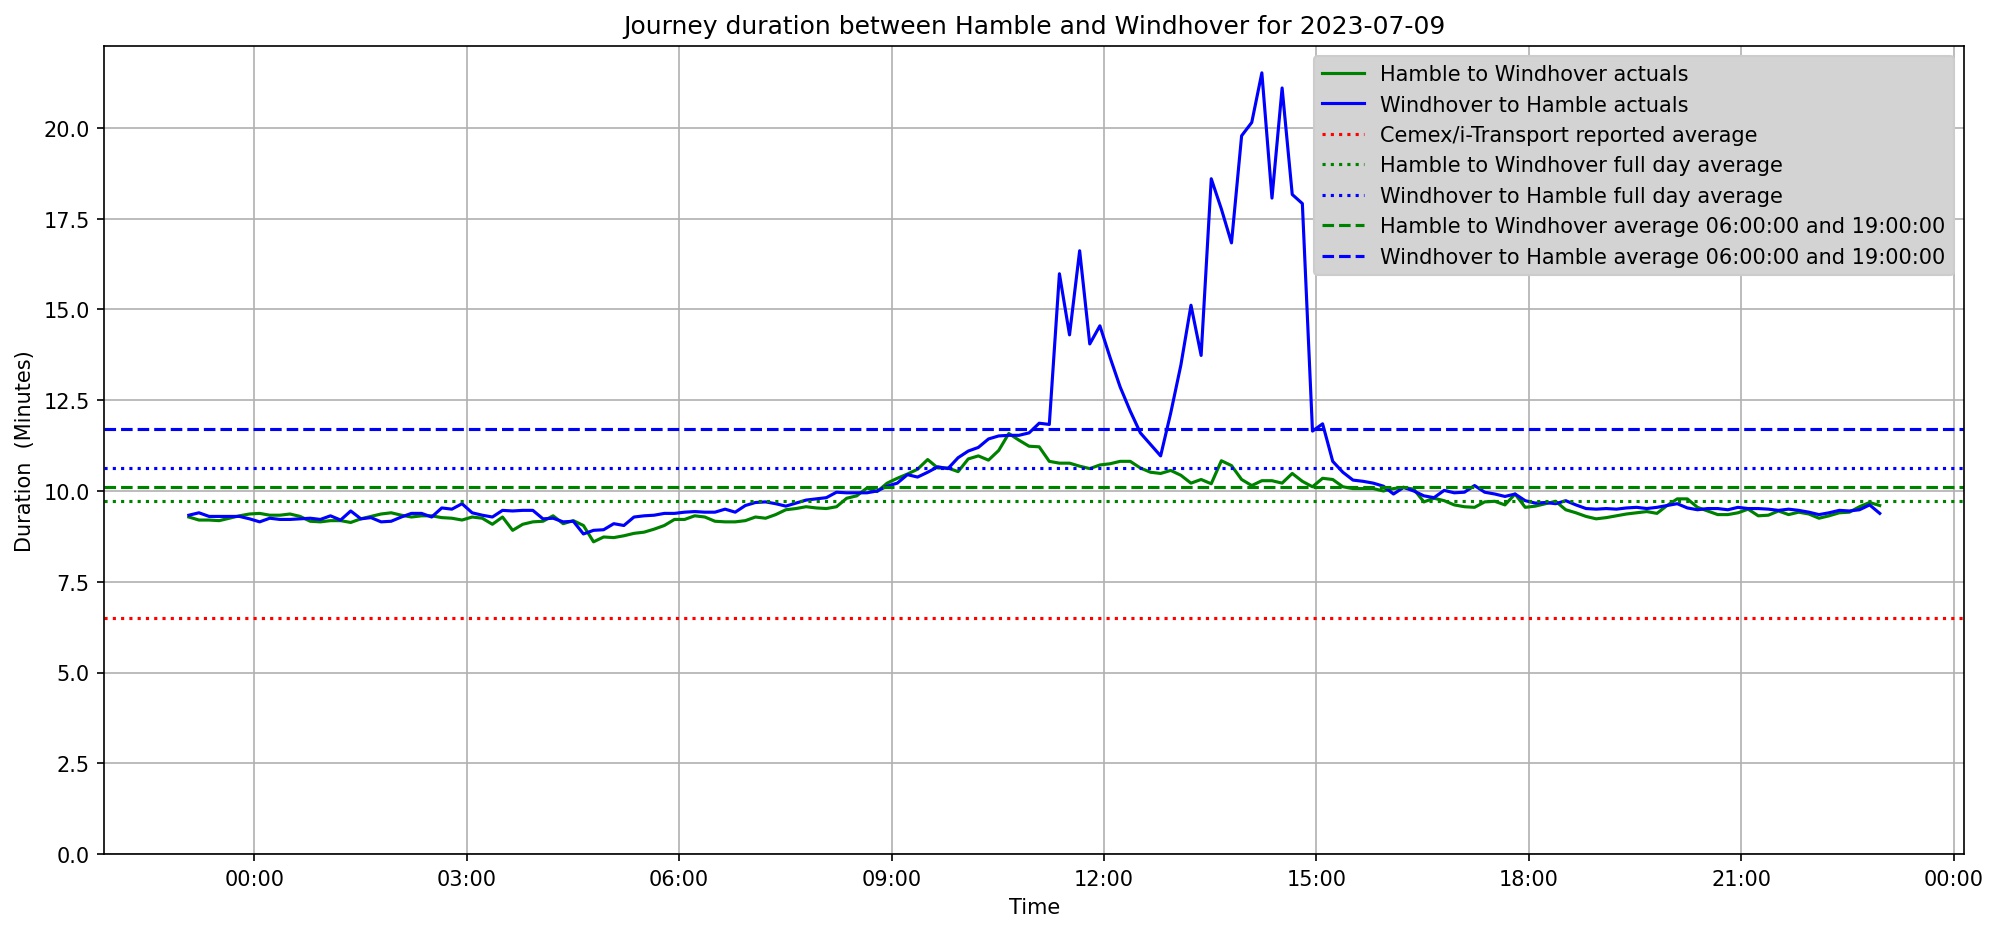 Journey duration between Hamble and Windhover for 2023-07-09
Hamble to Windhover actuals
Windhover to Hamble actuals
Cemex/i-Transport reported average
Hamble to Windhover full day average
Windhover to Hamble full day average
Hamble to Windhover average 06:00:00 and 19:00:00
Windhover to Hamble average 06:00:00 and 19:00:00
Duration (Minutes)
20.0
17.5
15.0
12.5
10.0
7.5
5.0
2.5
0.0
00:00 03:00 06:00 09:00 12:00 15:00 18:00 21:00 00:00
Time